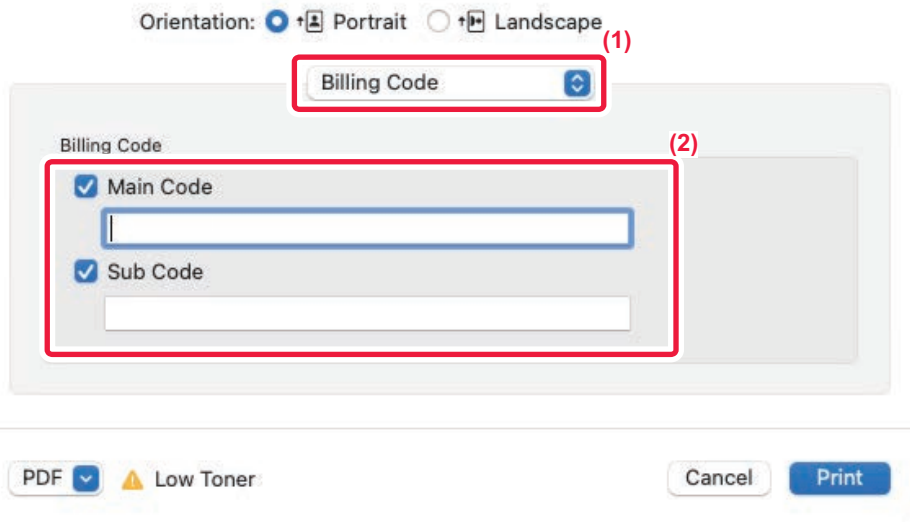 Orientation: Portrait Landscape
(1)
Billing Code
Billing Code
(2)
Main Code
Sub Code
PDF Low Toner Cancel Print